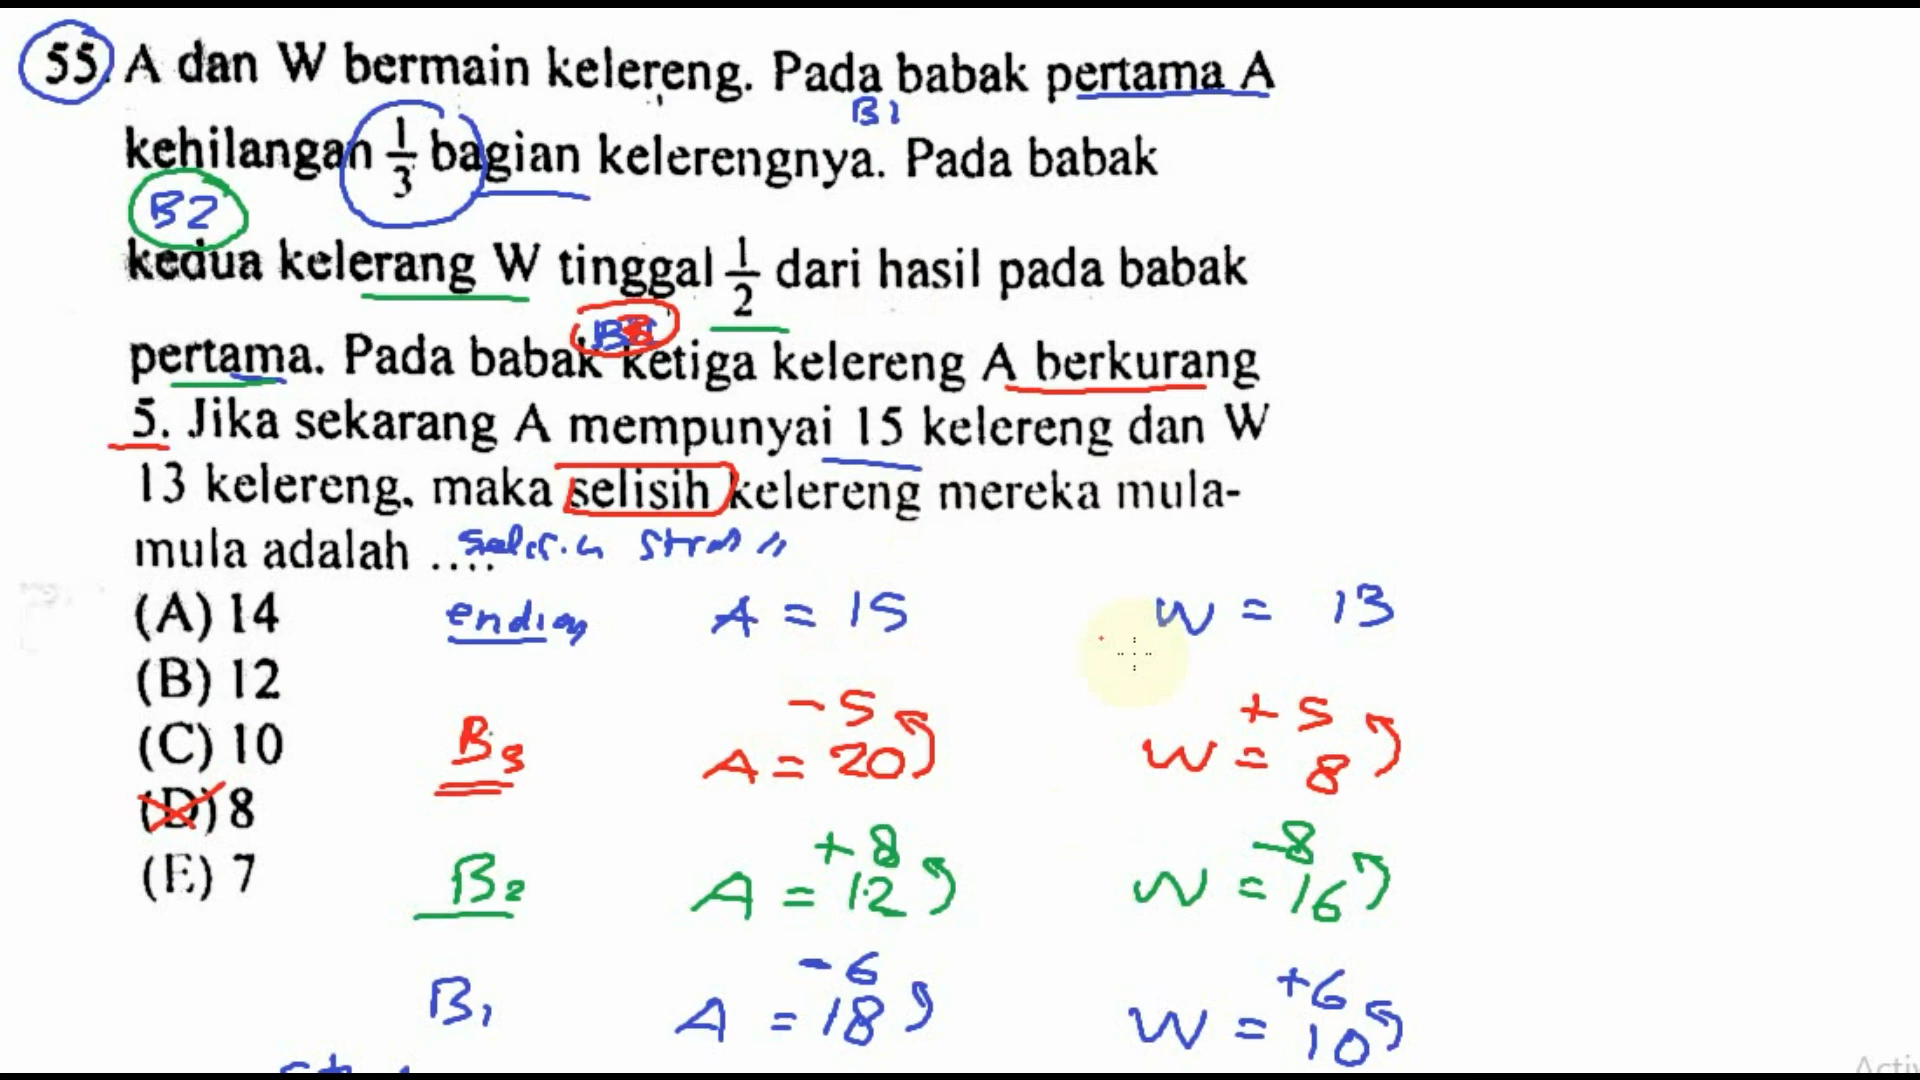 55. A dan W bermain kelereng. Pada babak pertama A
B1
kehilangan 1/3 bagian kelerengnya. Pada babak
B2
kedua kelerang W tinggal 1/2 dari hasil pada babak
pertama. Pada babak ketiga kelereng A berkurang
5. Jika sekarang A mempunyai 15 kelereng dan W
13 kelereng, maka selisih kelereng mereka mula-
mula adalah ....
(A) 14
ending A = 15 W = 13
(B) 12
-5 +5
(C) 10 B3 A = 20 W = 8
(D) 8
+8 -8
(E) 7 B2 A = 12 W = 16
-6 +6
B1 A = 18 W = 10